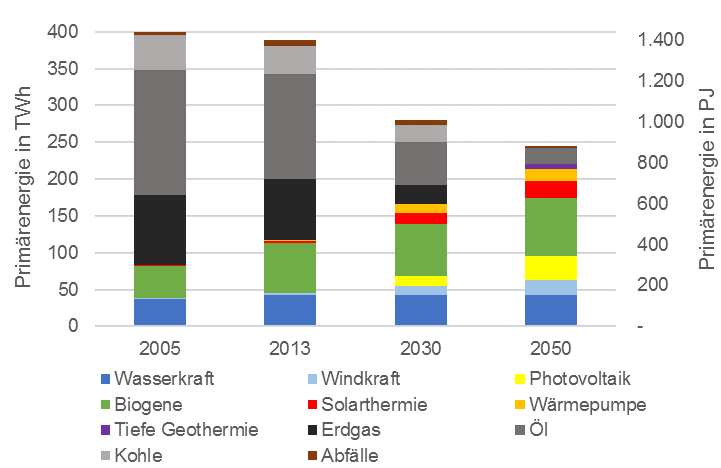 Primärenergie in TWh
400
350
300
250
200
150
100
50
0
1.400
1.200
1.000
800
600
400
200
-
Primärenergie in PJ
2005 2013 2030 2050
Wasserkraft Windkraft Photovoltaik
Biogene Solarthermie Wärmepumpe
Tiefe Geothermie Erdgas Öl
Kohle Abfälle